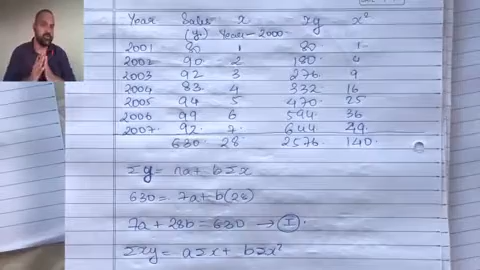 Year Sales x xy x²
(y) Year-2000
2001 80 1 80 1
2002 90 2 180 4
2003 92 3 276 9
2004 83 4 332 16
2005 94 5 470 25
2006 99 6 594 36
2007 92 7 644 49
630 28 2576 140
Σy = na + bΣx
630 = 7a + b(28)
7a + 28b = 630 → I
Σxy = aΣx + bΣx²